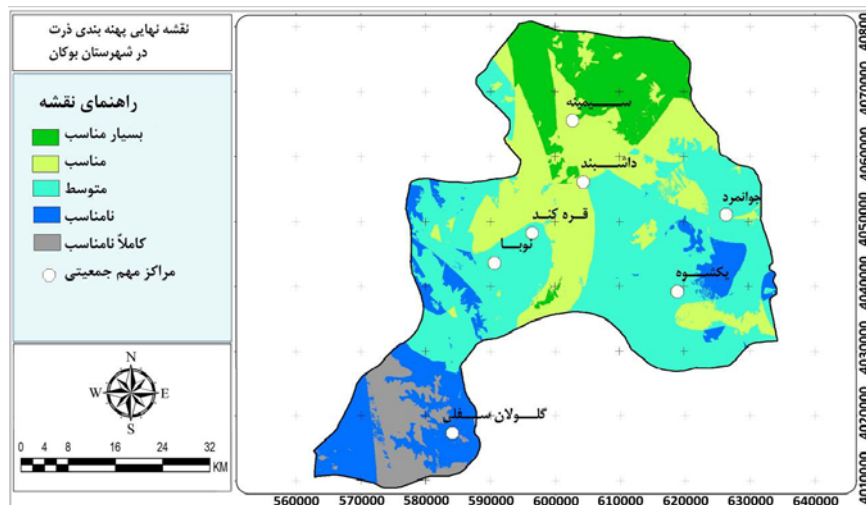 نقشه نهایی پهنه بندی ذرت
در شهرستان بوکان
راهنمای نقشه
بسیار مناسب
مناسب
متوسط
نامناسب
کاملاً نامناسب
مراکز مهم جمعیتی
N
W E
S
0 4 8 16 24 32
KM
سیمینه
داشبند
جوانمرد
قره کند
نوبا
یکشوه
گلولان سفلی
4080000
4070000
4060000
4050000
4040000
4030000
4020000
4010000
560000 570000 580000 590000 600000 610000 620000 630000 640000